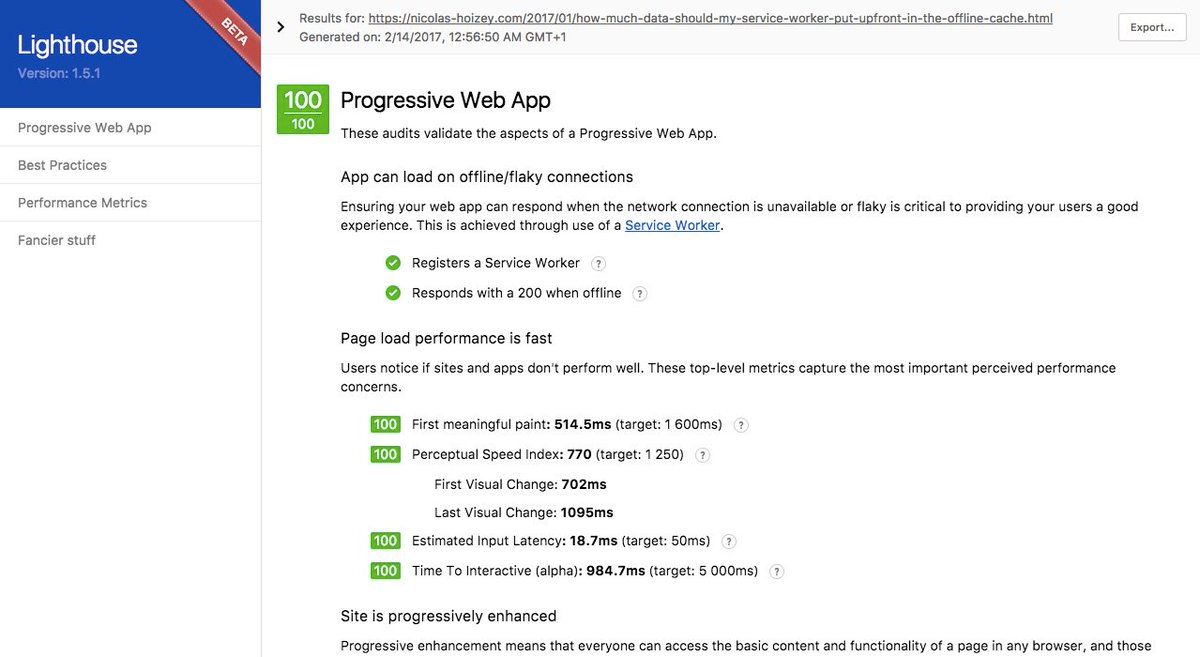 Lighthouse
Version: 1.5.1
BETA
Progressive Web App
Best Practices
Performance Metrics
Fancier stuff
Results for: https://nicolas-hoizey.com/2017/01/how-much-data-should-my-service-worker-put-upfront-in-the-offline-cache.html
Generated on: 2/14/2017, 12:56:50 AM GMT+1
Export...
100
100
Progressive Web App
These audits validate the aspects of a Progressive Web App.
App can load on offline/flaky connections
Ensuring your web app can respond when the network connection is unavailable or flaky is critical to providing your users a good
experience. This is achieved through use of a Service Worker.
Registers a Service Worker ?
Responds with a 200 when offline ?
Page load performance is fast
Users notice if sites and apps don't perform well. These top-level metrics capture the most important perceived performance
concerns.
100 First meaningful paint: 514.5ms (target: 1 600ms) ?
100 Perceptual Speed Index: 770 (target: 1 250) ?
First Visual Change: 702ms
Last Visual Change: 1095ms
100 Estimated Input Latency: 18.7ms (target: 50ms) ?
100 Time To Interactive (alpha): 984.7ms (target: 5 000ms) ?
Site is progressively enhanced
Progressive enhancement means that everyone can access the basic content and functionality of a page in any browser, and those